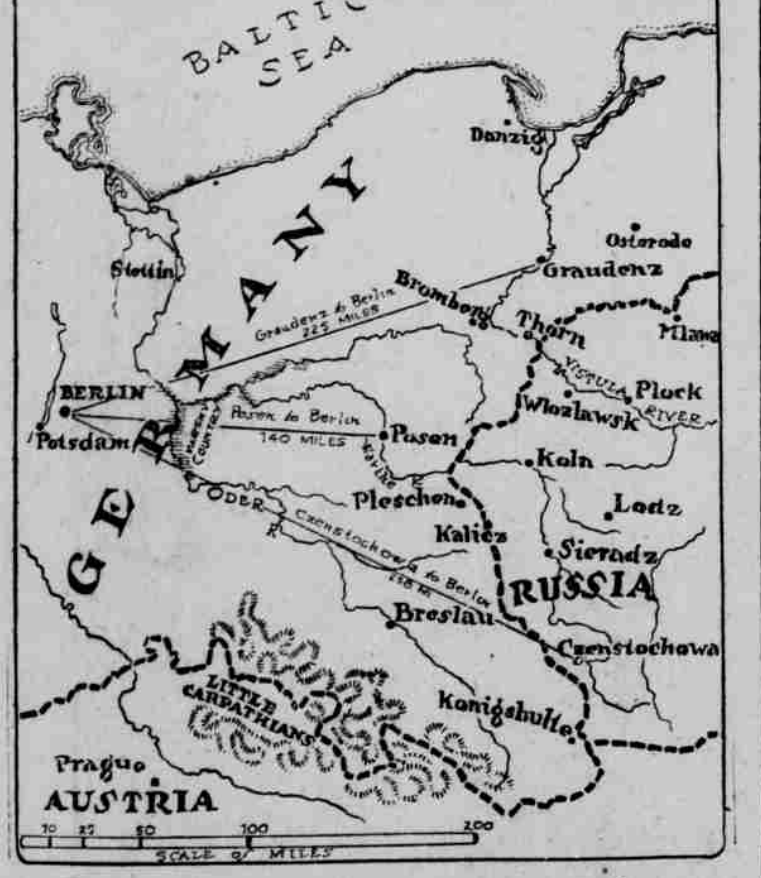 BALTIC
SEA
Danzig
GERMANY
Osterode
Stettin
Graudenz
Graudenz to Berlin
225 MILES
Bromberg
Thorn
Mlawa
VISTULA RIVER
Plock
Wlozlawsk
BERLIN
Potsdam
Country
Posen to Berlin
140 MILES
Posen
Koln
R
Pleschen
Lodz
ODER R
Kalicz
Czenstochowa to Berlin
Sieradz
RUSSIA
Breslau
Czenstochowa
LITTLE
CARPATHIANS
Konigshutte
Prague
AUSTRIA
10 25 50 100 200
SCALE of MILES